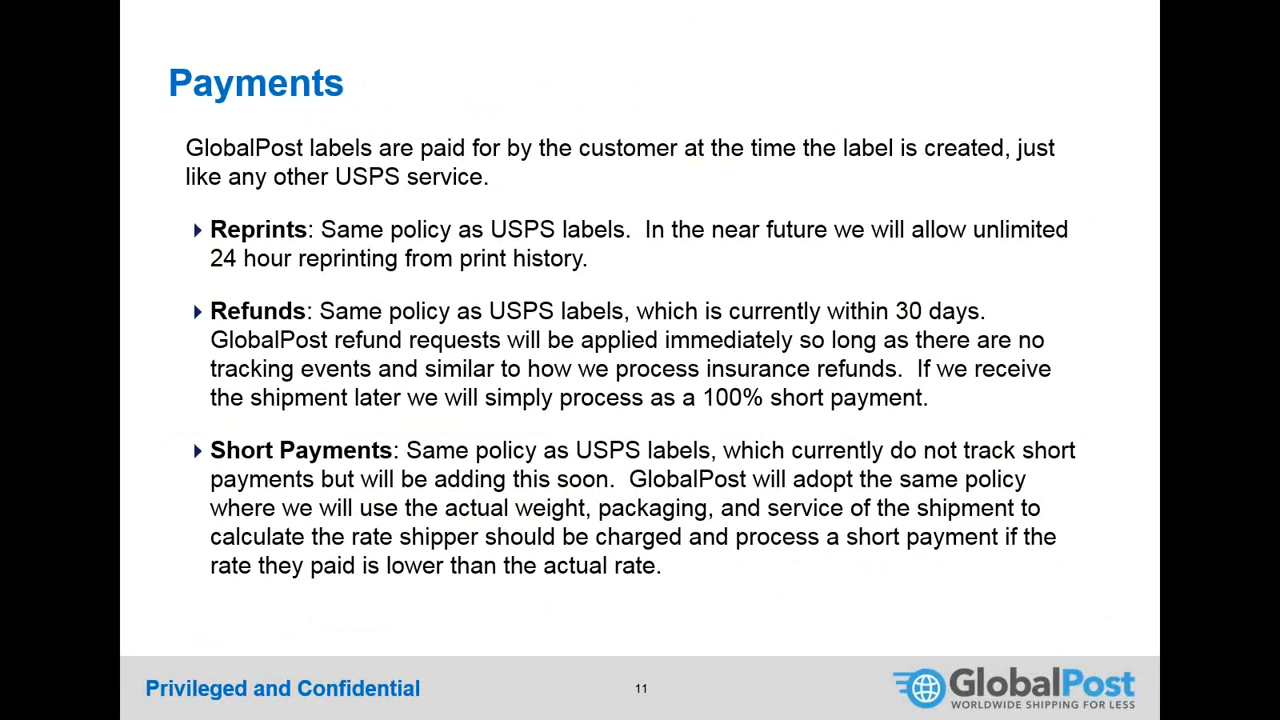 Payments
GlobalPost labels are paid for by the customer at the time the label is created, just
like any other USPS service.
Reprints: Same policy as USPS labels.  In the near future we will allow unlimited
24 hour reprinting from print history.
Refunds: Same policy as USPS labels, which is currently within 30 days.
GlobalPost refund requests will be applied immediately so long as there are no
tracking events and similar to how we process insurance refunds.  If we receive
the shipment later we will simply process as a 100% short payment.
Short Payments: Same policy as USPS labels, which currently do not track short
payments but will be adding this soon.  GlobalPost will adopt the same policy
where we will use the actual weight, packaging, and service of the shipment to
calculate the rate shipper should be charged and process a short payment if the
rate they paid is lower than the actual rate.
Privileged and Confidential
11
GlobalPost
WORLDWIDE SHIPPING FOR LESS